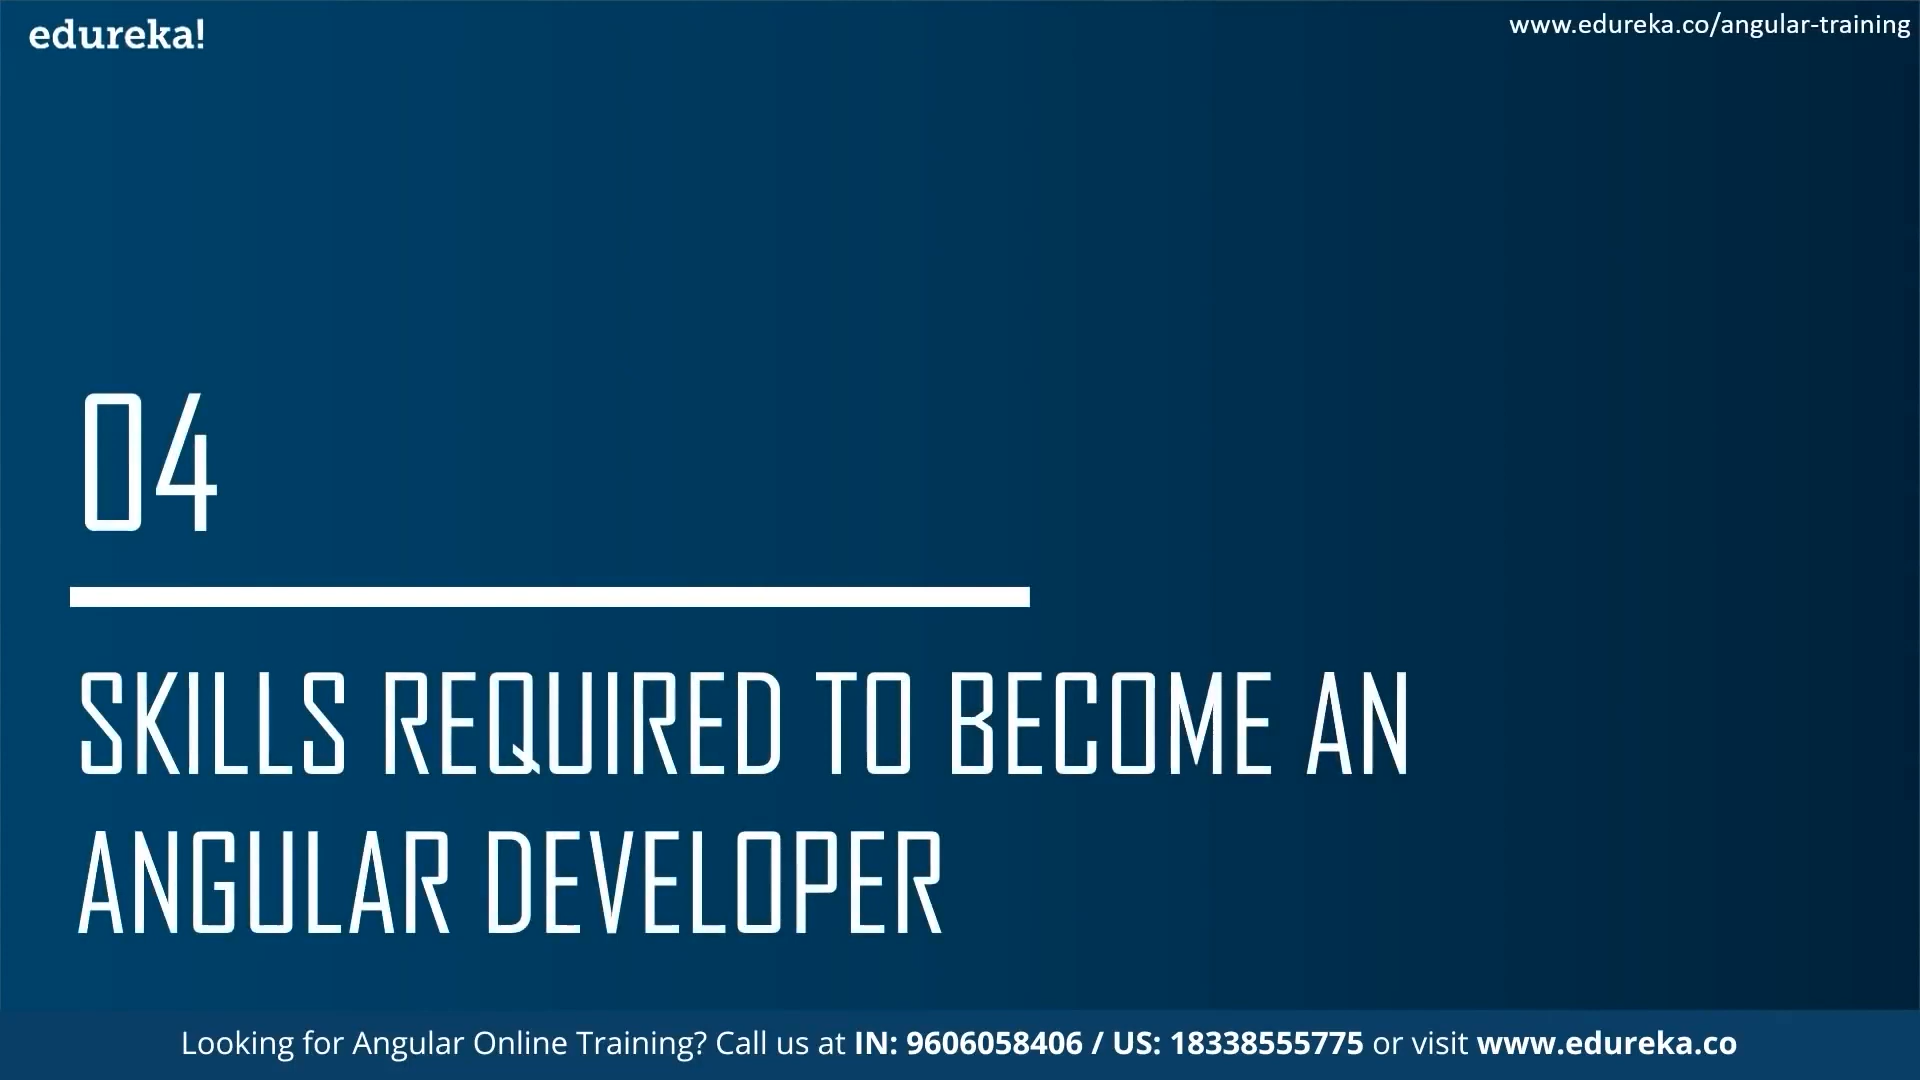 edureka!
www.edureka.co/angular-training
04
SKILLS REQUIRED TO BECOME AN
ANGULAR DEVELOPER
Looking for Angular Online Training? Call us at IN: 9606058406 / US: 18338555775 or visit www.edureka.co